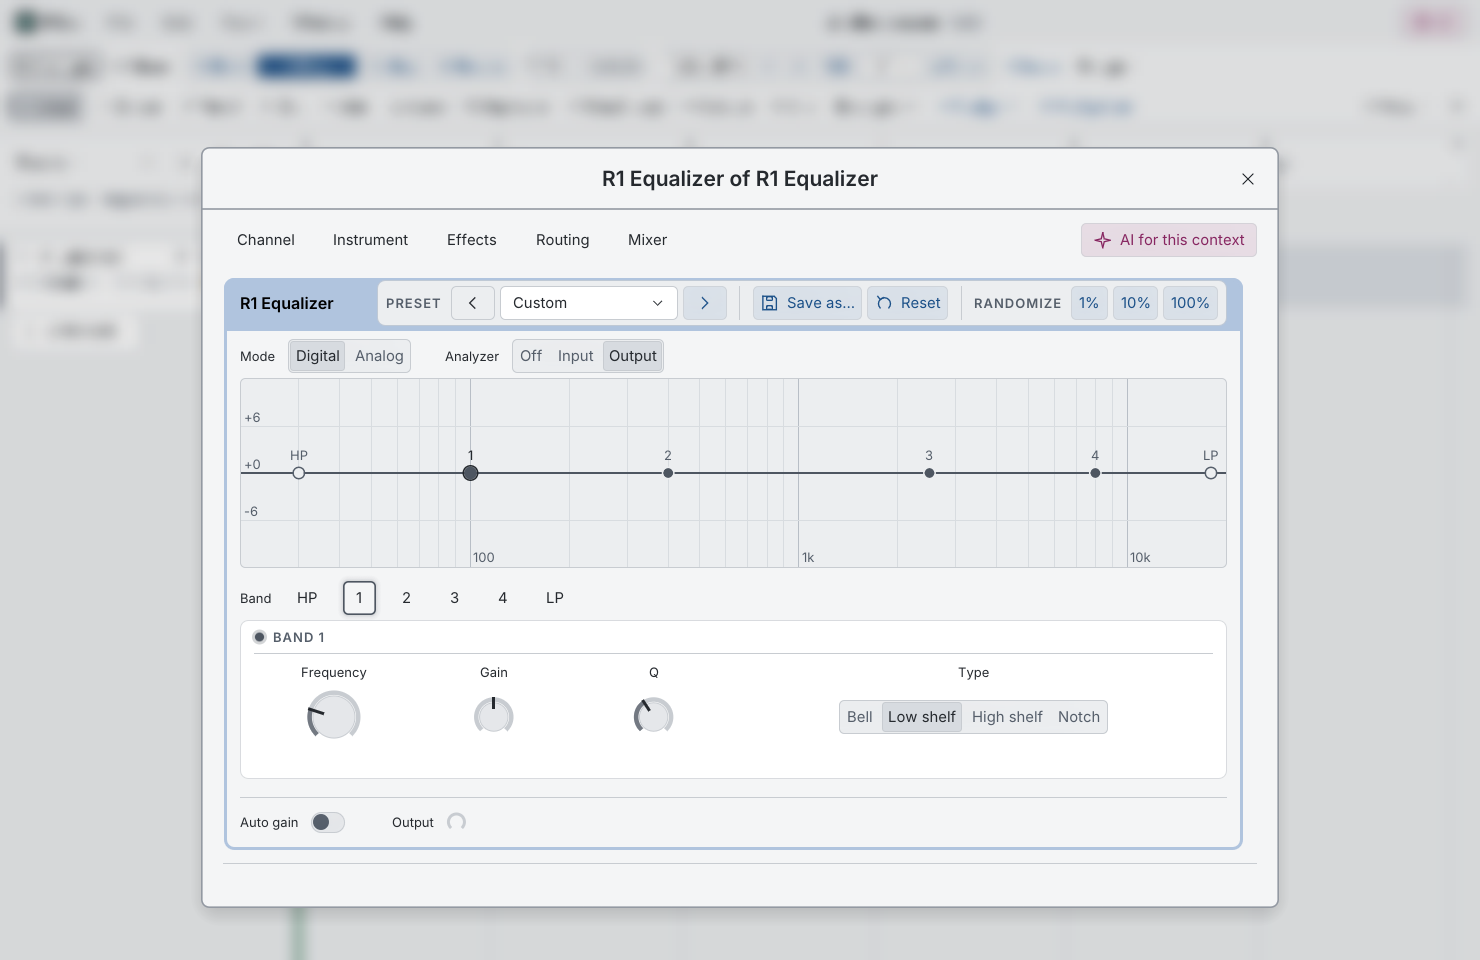 R1 Equalizer of R1 Equalizer
Channel Instrument Effects Routing Mixer AI for this context
R1 Equalizer PRESET Custom Save as... Reset RANDOMIZE 1% 10% 100%
Mode Digital Analog Analyzer Off Input Output
+6
HP 1 2 3 4 LP
+0
-6
100 1k 10k
Band HP 1 2 3 4 LP
BAND 1
Frequency Gain Q Type
Bell Low shelf High shelf Notch
Auto gain Output